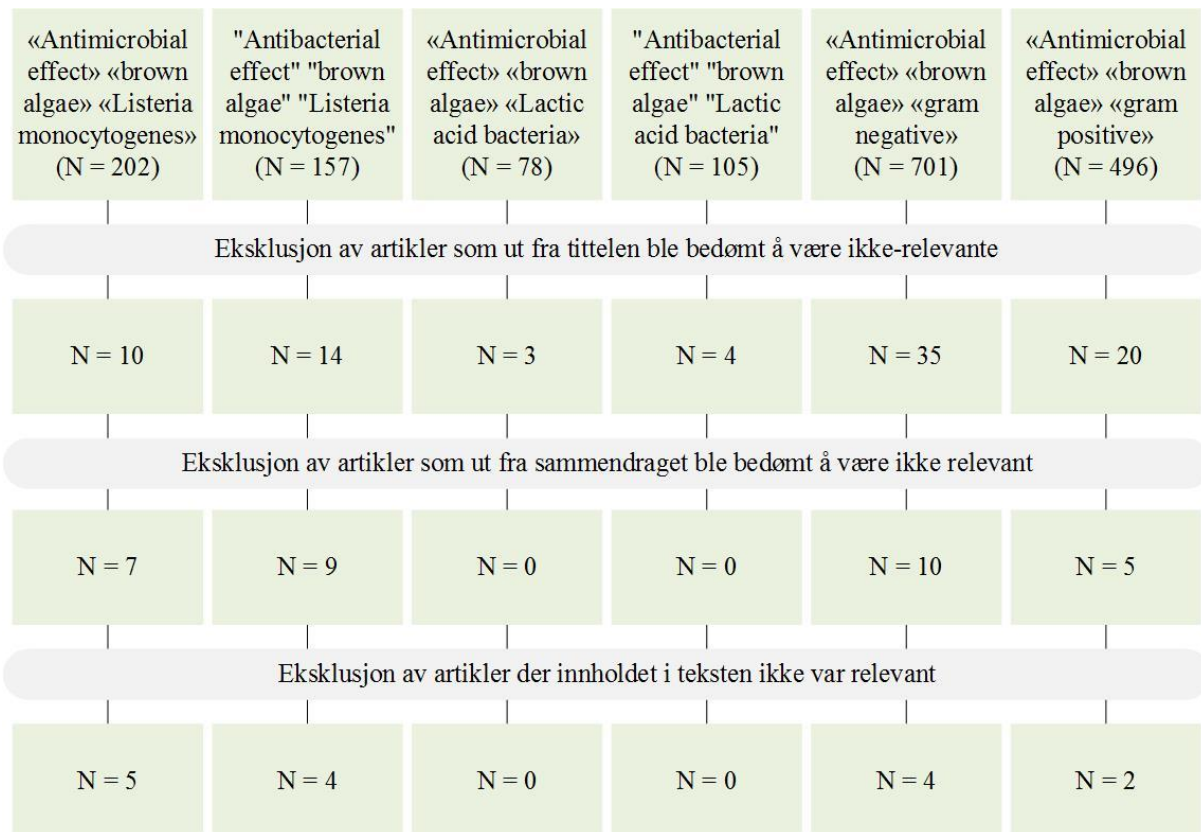 «Antimicrobial
effect» «brown
algae» «Listeria
monocytogenes»
(N = 202)
"Antibacterial
effect" "brown
algae" "Listeria
monocytogenes"
(N = 157)
«Antimicrobial
effect» «brown
algae» «Lactic
acid bacteria»
(N = 78)
"Antibacterial
effect" "brown
algae" "Lactic
acid bacteria"
(N = 105)
«Antimicrobial
effect» «brown
algae» «gram
negative»
(N = 701)
«Antimicrobial
effect» «brown
algae» «gram
positive»
(N = 496)
Eksklusjon av artikler som ut fra tittelen ble bedømt å være ikke-relevante
N = 10
N = 14
N = 3
N = 4
N = 35
N = 20
Eksklusjon av artikler som ut fra sammendraget ble bedømt å være ikke relevant
N = 7
N = 9
N = 0
N = 0
N = 10
N = 5
Eksklusjon av artikler der innholdet i teksten ikke var relevant
N = 5
N = 4
N = 0
N = 0
N = 4
N = 2